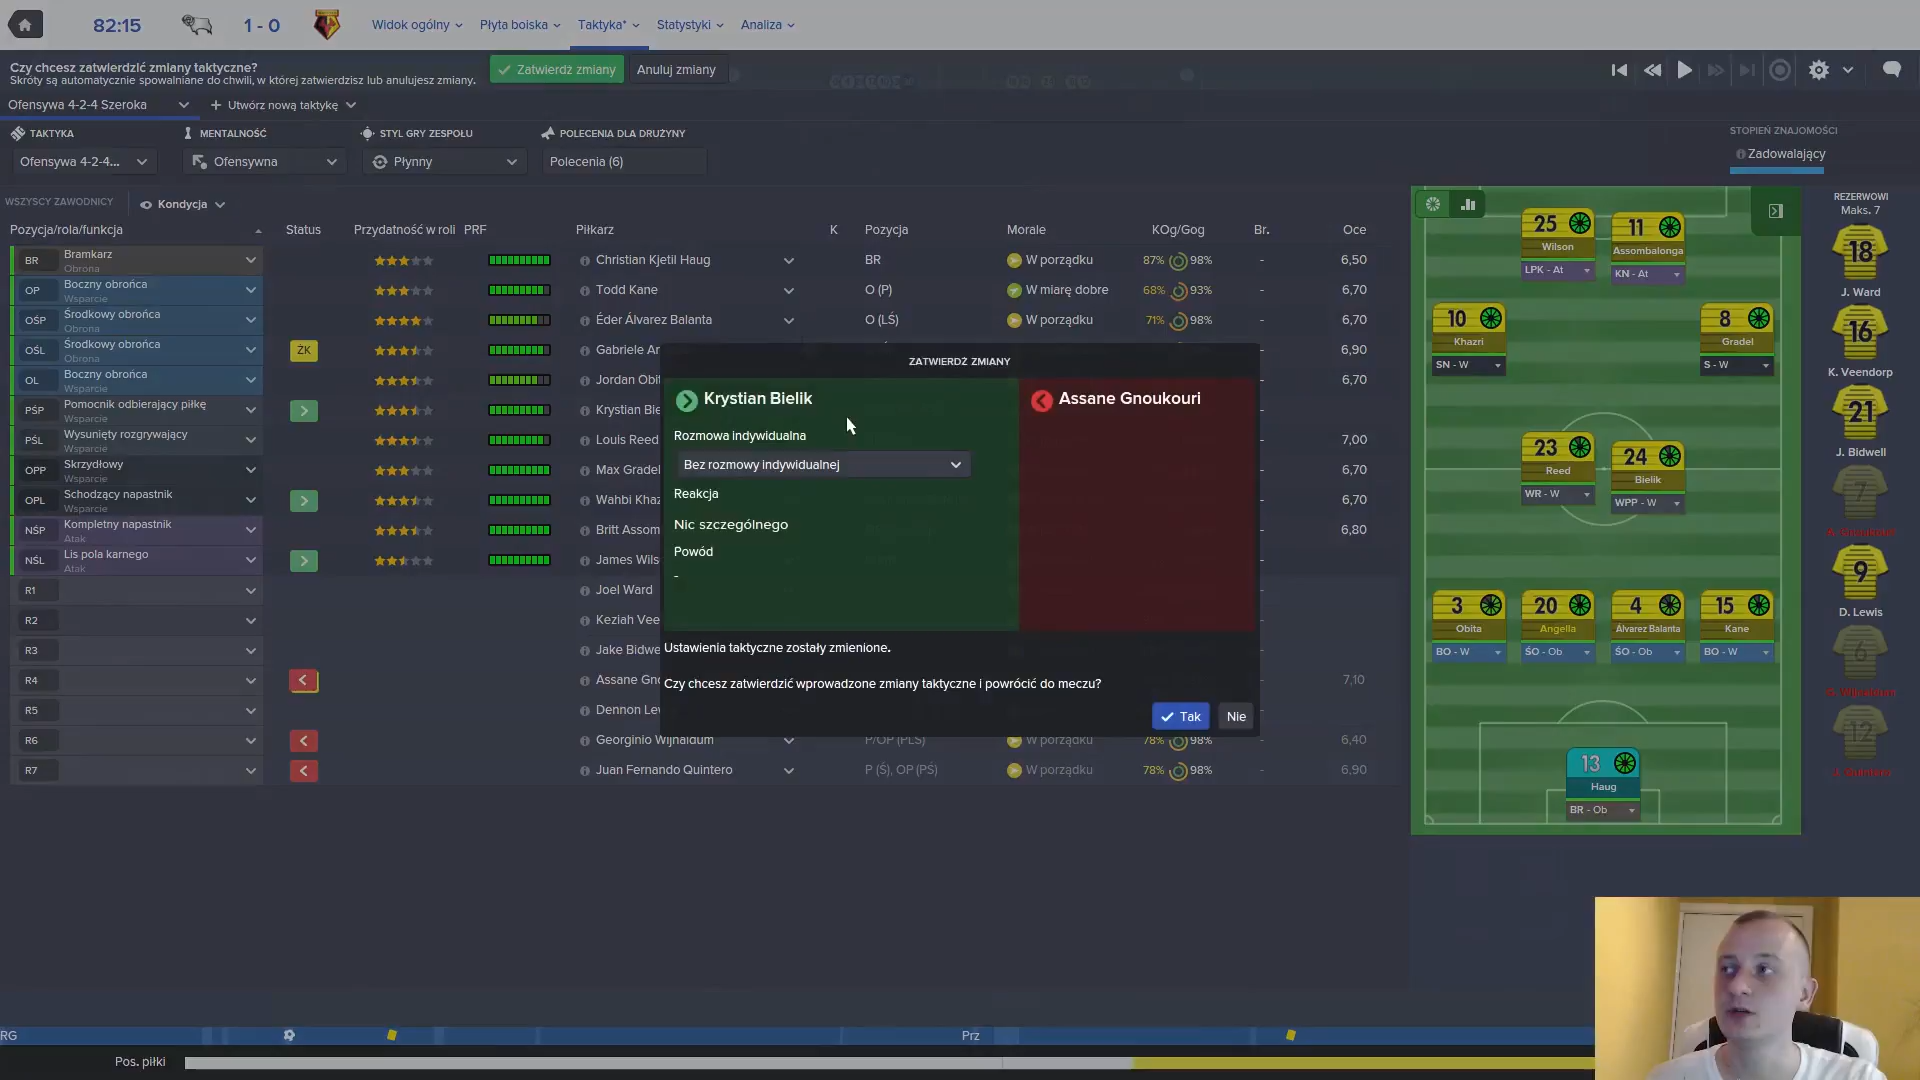 82:15
1 - 0
Widok ogólny
Płyta boiska
Taktyka*
Statystyki
Analiza
Czy chcesz zatwierdzić zmiany taktyczne?
Skróty są automatycznie spowalniane do chwili, w której zatwierdzisz lub anulujesz zmiany.
Zatwierdź zmiany
Anuluj zmiany
Ofensywa 4-2-4 Szeroka
Utwórz nową taktykę
TAKTYKA
MENTALNOŚĆ
STYL GRY ZESPOŁU
POLECENIA DLA DRUŻYNY
STOPIEŃ ZNAJOMOŚCI
Ofensywa 4-2-4...
Ofensywna
Płynny
Polecenia (6)
Zadowalający
WSZYSCY ZAWODNICY
Kondycja
Pozycja/rola/funkcja
Status
Przydatność w roli
PRF
Piłkarz
K
Pozycja
Morale
KOg/Gog
Br.
Oce
BR Bramkarz Obrona Christian Kjetil Haug BR W porządku 87% 98% - 6,50
OP Boczny obrońca Wsparcie Todd Kane O (P) W miarę dobre 68% 93% - 6,70
OŚP Środkowy obrońca Obrona Éder Álvarez Balanta O (LŚ) W porządku 71% 98% - 6,70
OŚL Środkowy obrońca Obrona ŻK Gabriele Ar 6,90
OL Boczny obrońca Wsparcie Jordan Obit 6,70
PŚP Pomocnik odbierający piłkę Wsparcie Krystian Bie
PŚL Wysunięty rozgrywający Wsparcie Louis Reed 7,00
OPP Skrzydłowy Wsparcie Max Gradel 6,70
OPL Schodzący napastnik Wsparcie Wahbi Khaz 6,70
NŚP Kompletny napastnik Atak Britt Assom 6,80
NŚL Lis pola karnego Atak James Wils
R1 Joel Ward
R2 Keziah Vee
R3 Jake Bidwe
R4 Assane Gno 7,10
R5 Dennon Lew
R6 Georginio Wijnaldum P/OP (PLŚ) W porządku 78% 98% - 6,40
R7 Juan Fernando Quintero P (Ś), OP (PŚ) W porządku 78% 98% - 6,90
ZATWIERDŹ ZMIANY
Krystian Bielik
Assane Gnoukouri
Rozmowa indywidualna
Bez rozmowy indywidualnej
Reakcja
Nic szczególnego
Powód
-
Ustawienia taktyczne zostały zmienione.
Czy chcesz zatwierdzić wprowadzone zmiany taktyczne i powrócić do meczu?
Tak
Nie
25
Wilson
LPK - At
11
Assombalonga
KN - At
10
Khazri
SN - W
8
Gradel
S - W
23
Reed
WR - W
24
Bielik
WPP - W
3
Obita
BO - W
20
Angella
ŚO - Ob
4
Álvarez Balanta
ŚO - Ob
15
Kane
BO - W
13
Haug
BR - Ob
REZERWOWI
Maks. 7
18
J. Ward
16
K. Veendorp
21
J. Bidwell
7
A. Gnoukouri
9
D. Lewis
6
G. Wijnaldum
12
J. Quintero
RG
Prz
Pos. piłki